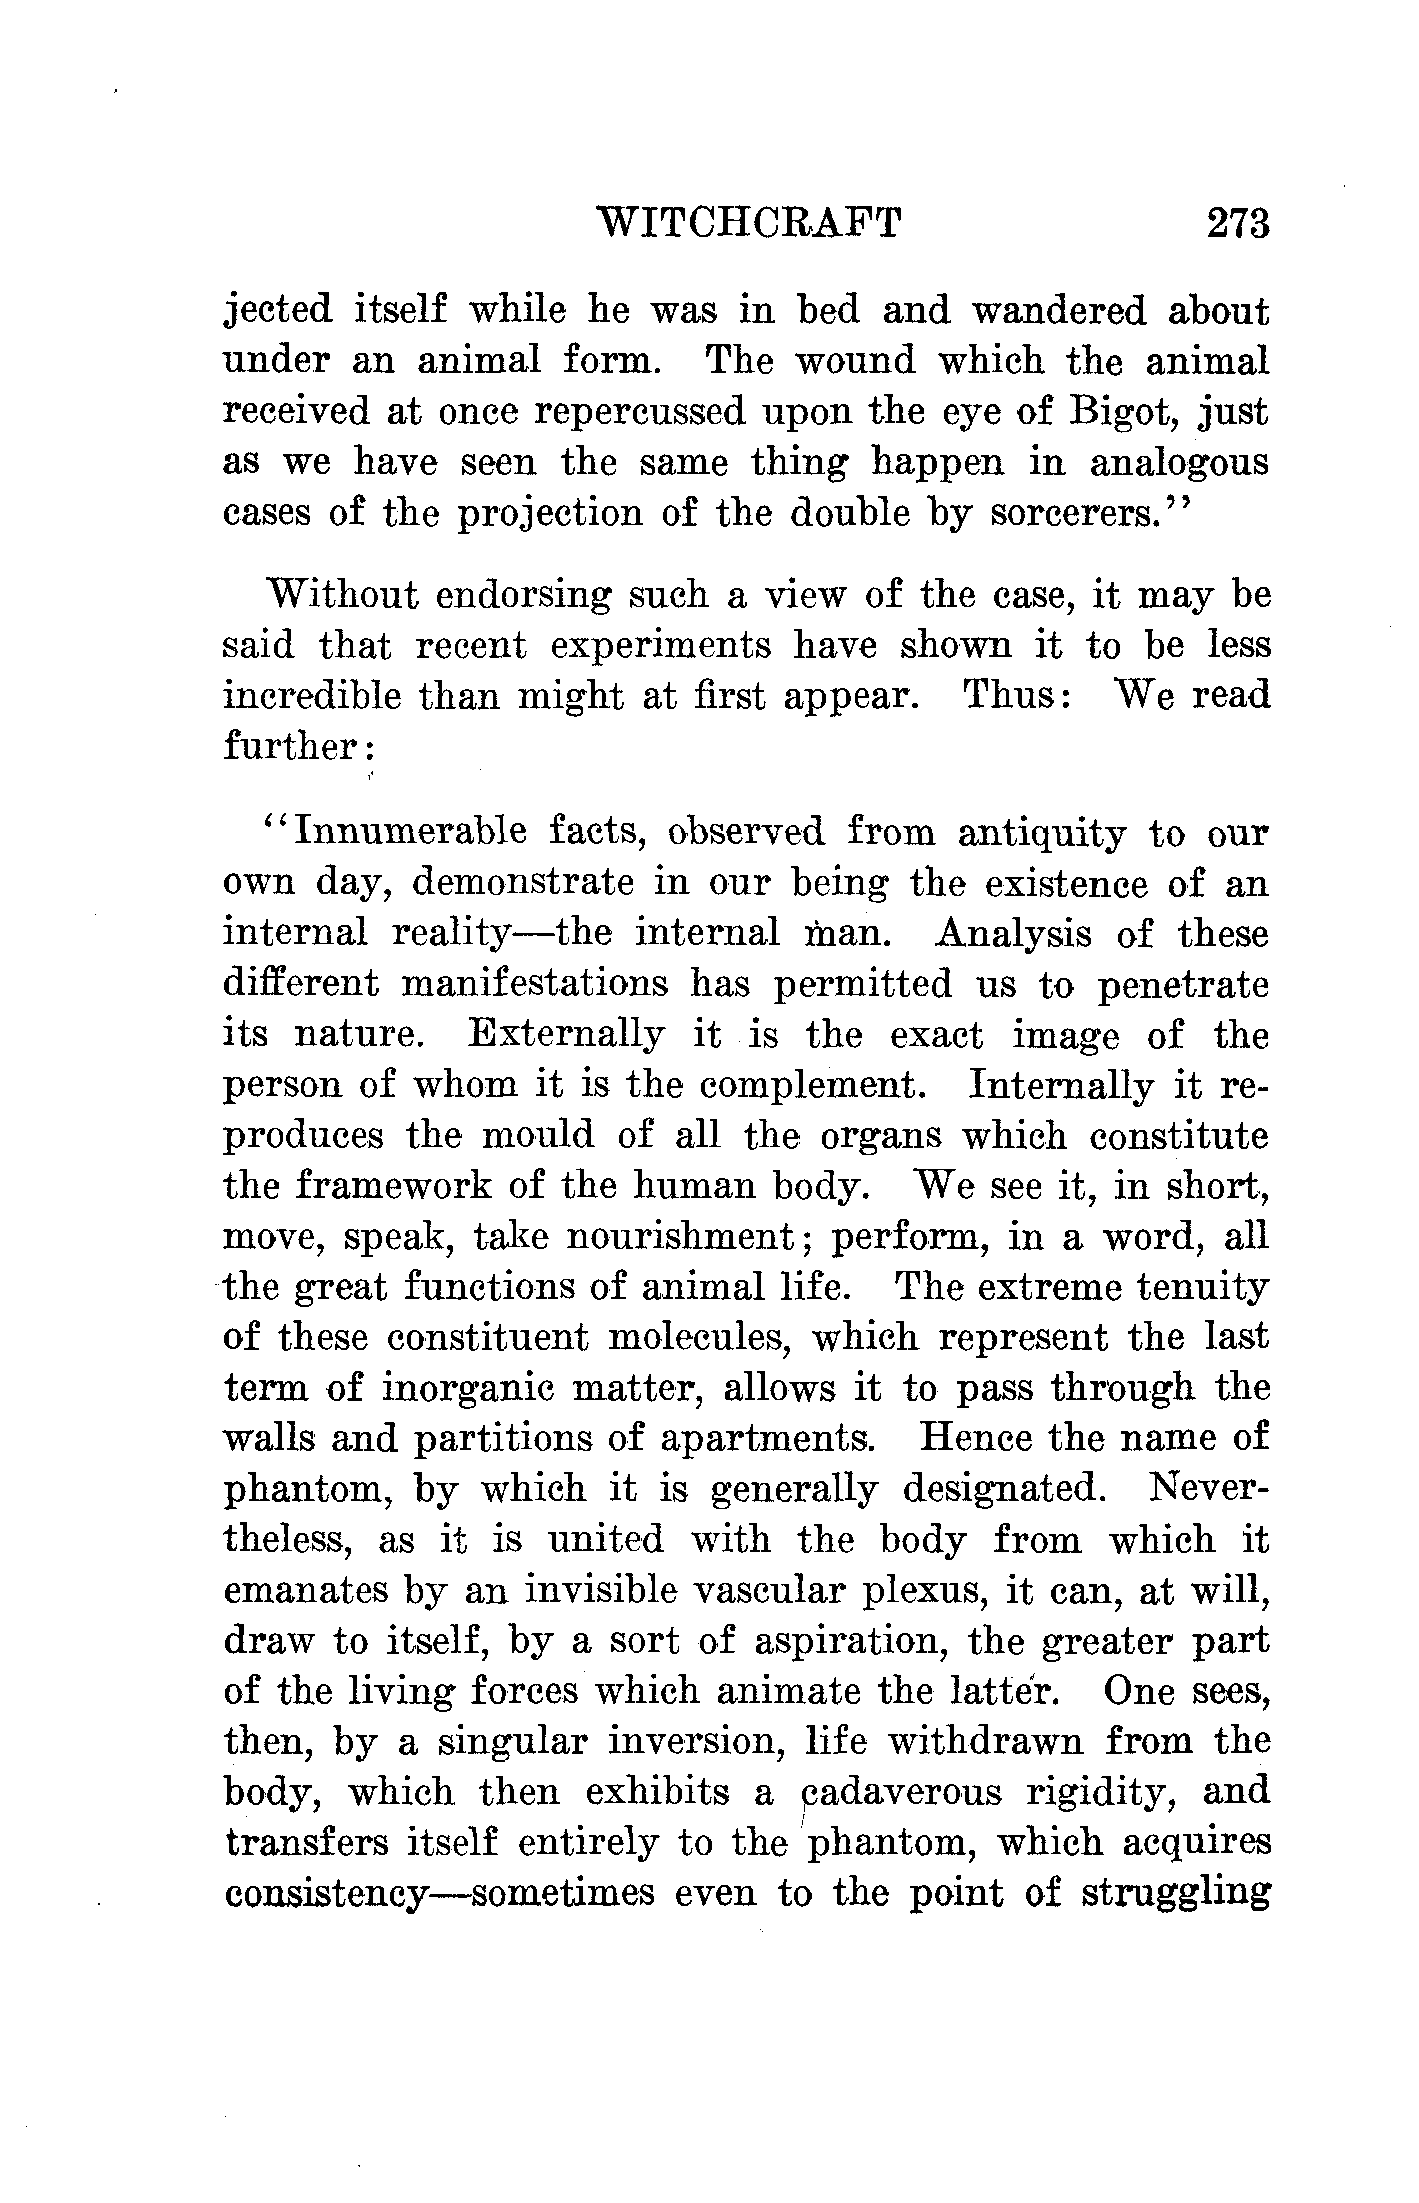 WITCHCRAFT 273
jected itself while he was in bed and wandered about
under an animal form. The wound which the animal
received at once repercussed upon the eye of Bigot, just
as we have seen the same thing happen in analogous
cases of the projection of the double by sorcerers.''
Without endorsing such a view of the case, it may be
said that recent experiments have shown it to be less
incredible than might at first appear. Thus: We read
further:
‘‘Innumerable facts, observed from antiquity to our
own day, demonstrate in our being the existence of an
internal reality—the internal man. Analysis of these
different manifestations has permitted us to penetrate
its nature. Externally it is the exact image of the
person of whom it is the complement. Internally it re-
produces the mould of all the organs which constitute
the framework of the human body. We see it, in short,
move, speak, take nourishment; perform, in a word, all
the great functions of animal life. The extreme tenuity
of these constituent molecules, which represent the last
term of inorganic matter, allows it to pass through the
walls and partitions of apartments. Hence the name of
phantom, by which it is generally designated. Never-
theless, as it is united with the body from which it
emanates by an invisible vascular plexus, it can, at will,
draw to itself, by a sort of aspiration, the greater part
of the living forces which animate the latter. One sees,
then, by a singular inversion, life withdrawn from the
body, which then exhibits a cadaverous rigidity, and
transfers itself entirely to the phantom, which acquires
consistency—sometimes even to the point of struggling